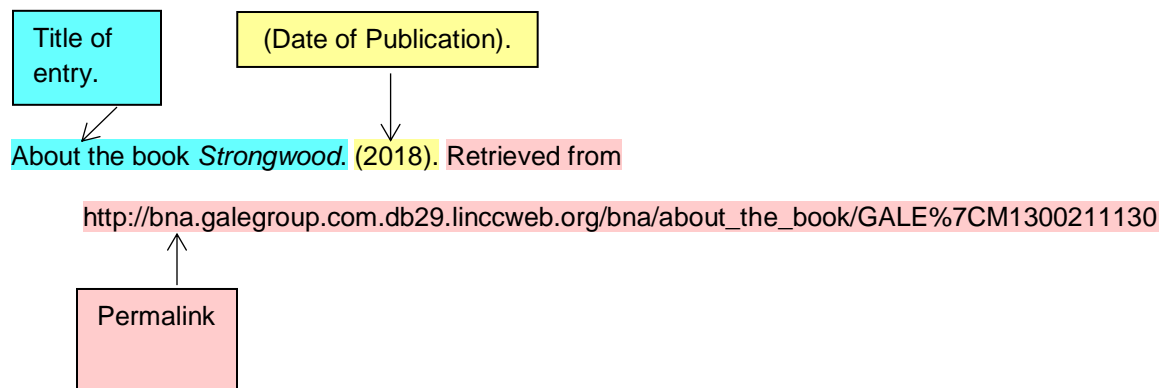 Title of
entry.
(Date of Publication).
About the book Strongwood. (2018). Retrieved from
http://bna.galegroup.com.db29.linccweb.org/bna/about_the_book/GALE%7CM1300211130
Permalink